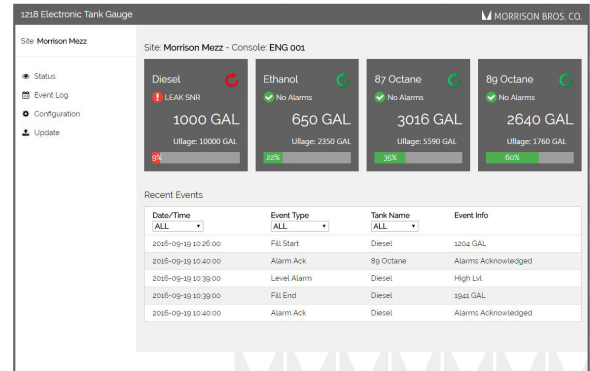 1218 Electronic Tank Gauge
MORRISON BROS. CO.
Site: Morrison Mezz
Status
Event Log
Configuration
Update
Site: Morrison Mezz - Console: ENG 001
Diesel
LEAK SNR
1000 GAL
Ullage: 10000 GAL
9%
Ethanol
No Alarms
650 GAL
Ullage: 2350 GAL
22%
87 Octane
No Alarms
3016 GAL
Ullage: 5590 GAL
35%
89 Octane
No Alarms
2640 GAL
Ullage: 1760 GAL
60%
Recent Events
Date/Time Event Type Tank Name Event Info
ALL ALL ALL
2016-09-19 10:26:00 Fill Start Diesel 1204 GAL
2016-09-19 10:40:00 Alarm Ack 89 Octane Alarms Acknowledged
2016-09-19 10:39:00 Level Alarm Diesel High Lvl
2016-09-19 10:39:00 Fill End Diesel 1941 GAL
2016-09-19 10:40:00 Alarm Ack Diesel Alarms Acknowledged